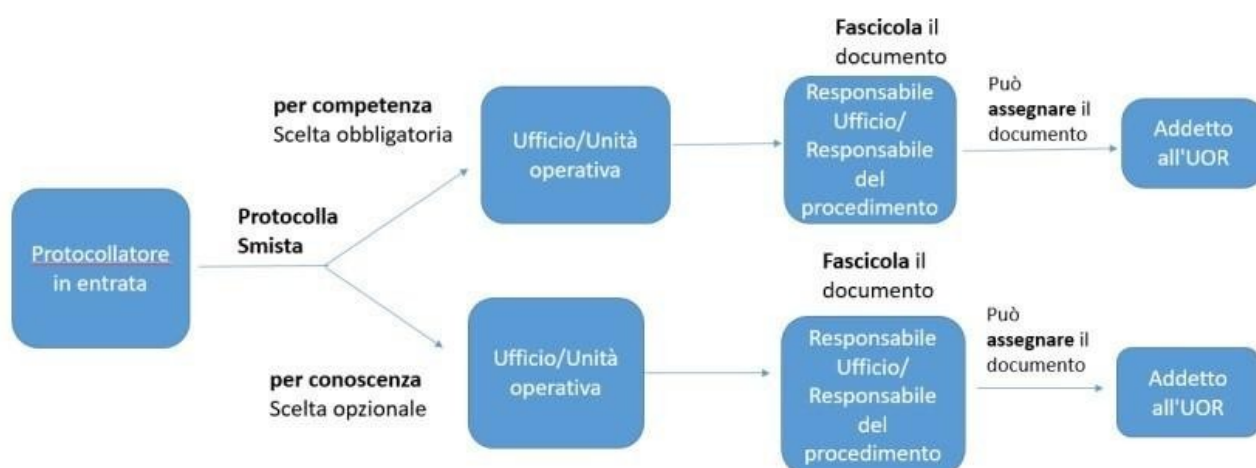 Fascicola il
documento
per competenza
Scelta obbligatoria
Ufficio/Unità
operativa
Responsabile
Ufficio/
Responsabile
del
procedimento
Può
assegnare il
documento
Addetto
all'UOR
Protocollatore
in entrata
Protocolla
Smista
per conoscenza
Scelta opzionale
Ufficio/Unità
operativa
Fascicola il
documento
Responsabile
Ufficio/
Responsabile
del
procedimento
Può
assegnare il
documento
Addetto
all'UOR